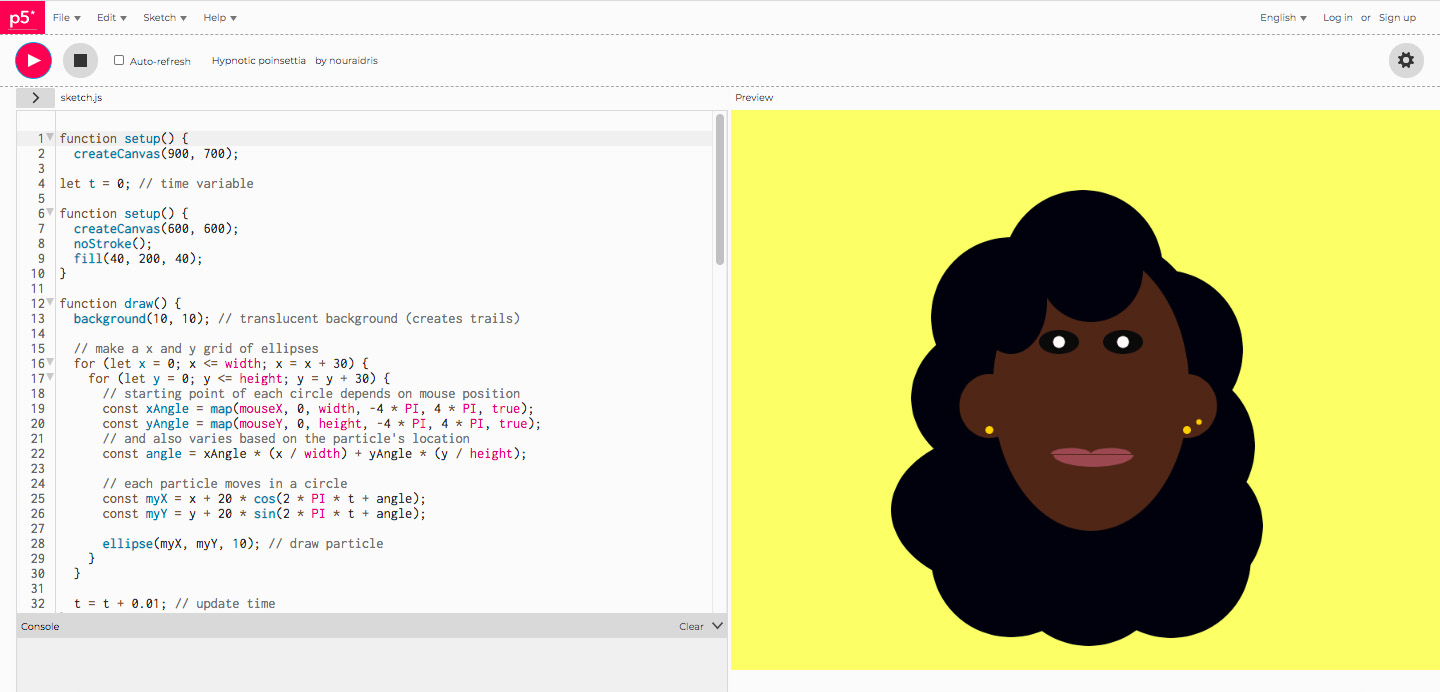 p5*
File Edit Sketch Help English Log in or Sign up
Auto-refresh Hypnotic poinsettia by nouraidris
sketch.js
Preview
1 function setup() {
2 createCanvas(900, 700);
3
4 let t = 0; // time variable
5
6 function setup() {
7 createCanvas(600, 600);
8 noStroke();
9 fill(40, 200, 40);
10 }
11
12 function draw() {
13 background(10, 10); // translucent background (creates trails)
14
15 // make a x and y grid of ellipses
16 for (let x = 0; x <= width; x = x + 30) {
17 for (let y = 0; y <= height; y = y + 30) {
18 // starting point of each circle depends on mouse position
19 const xAngle = map(mouseX, 0, width, -4 * PI, 4 * PI, true);
20 const yAngle = map(mouseY, 0, height, -4 * PI, 4 * PI, true);
21 // and also varies based on the particle's location
22 const angle = xAngle * (x / width) + yAngle * (y / height);
23
24 // each particle moves in a circle
25 const myX = x + 20 * cos(2 * PI * t + angle);
26 const myY = y + 20 * sin(2 * PI * t + angle);
27
28 ellipse(myX, myY, 10); // draw particle
29 }
30 }
31
32 t = t + 0.01; // update time
Console Clear